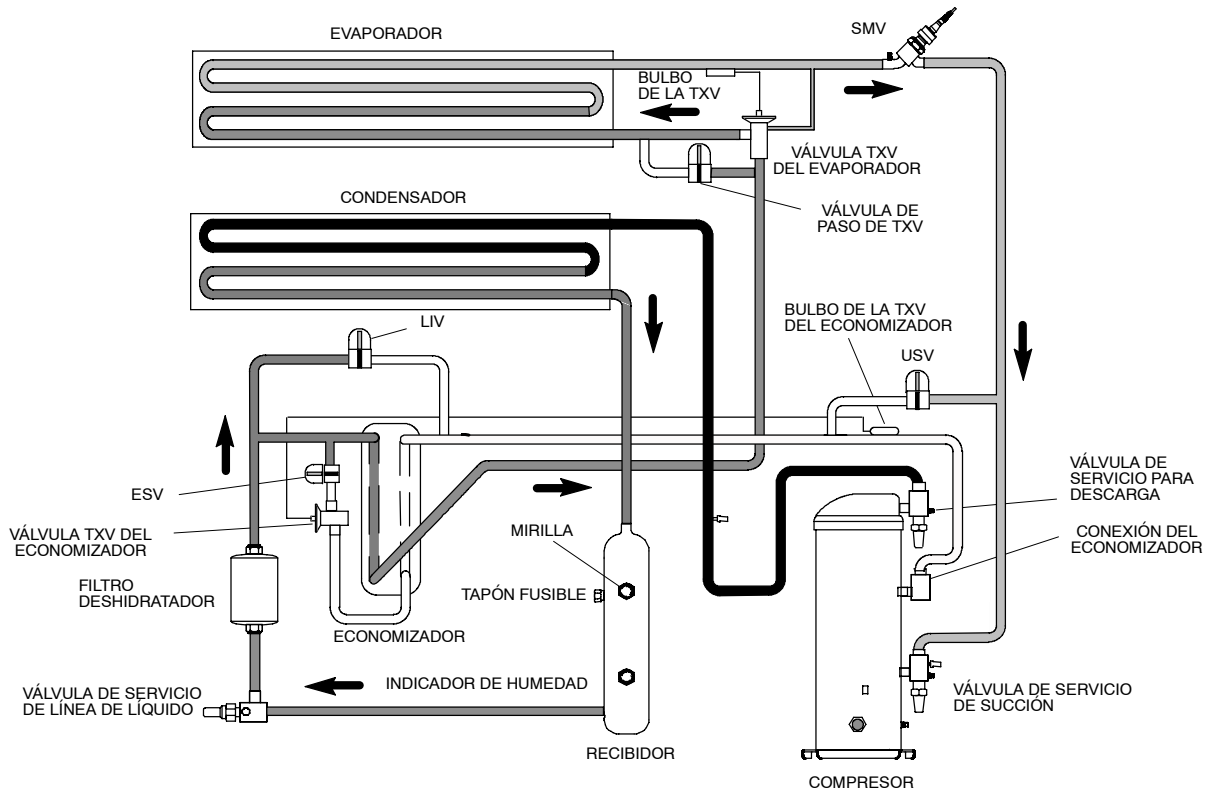 EVAPORADOR
SMV
BULBO
DE LA TXV
VÁLVULA TXV
DEL EVAPORADOR
CONDENSADOR
VÁLVULA DE
PASO DE TXV
LIV
BULBO DE LA TXV
DEL ECONOMIZADOR
USV
ESV
VÁLVULA TXV DEL
ECONOMIZADOR
VÁLVULA DE
SERVICIO PARA
DESCARGA
MIRILLA
CONEXIÓN DEL
ECONOMIZADOR
FILTRO
DESHIDRATADOR
TAPÓN FUSIBLE
ECONOMIZADOR
INDICADOR DE HUMEDAD
VÁLVULA DE SERVICIO
DE LÍNEA DE LÍQUIDO
VÁLVULA DE SERVICIO
DE SUCCIÓN
RECIBIDOR
COMPRESOR